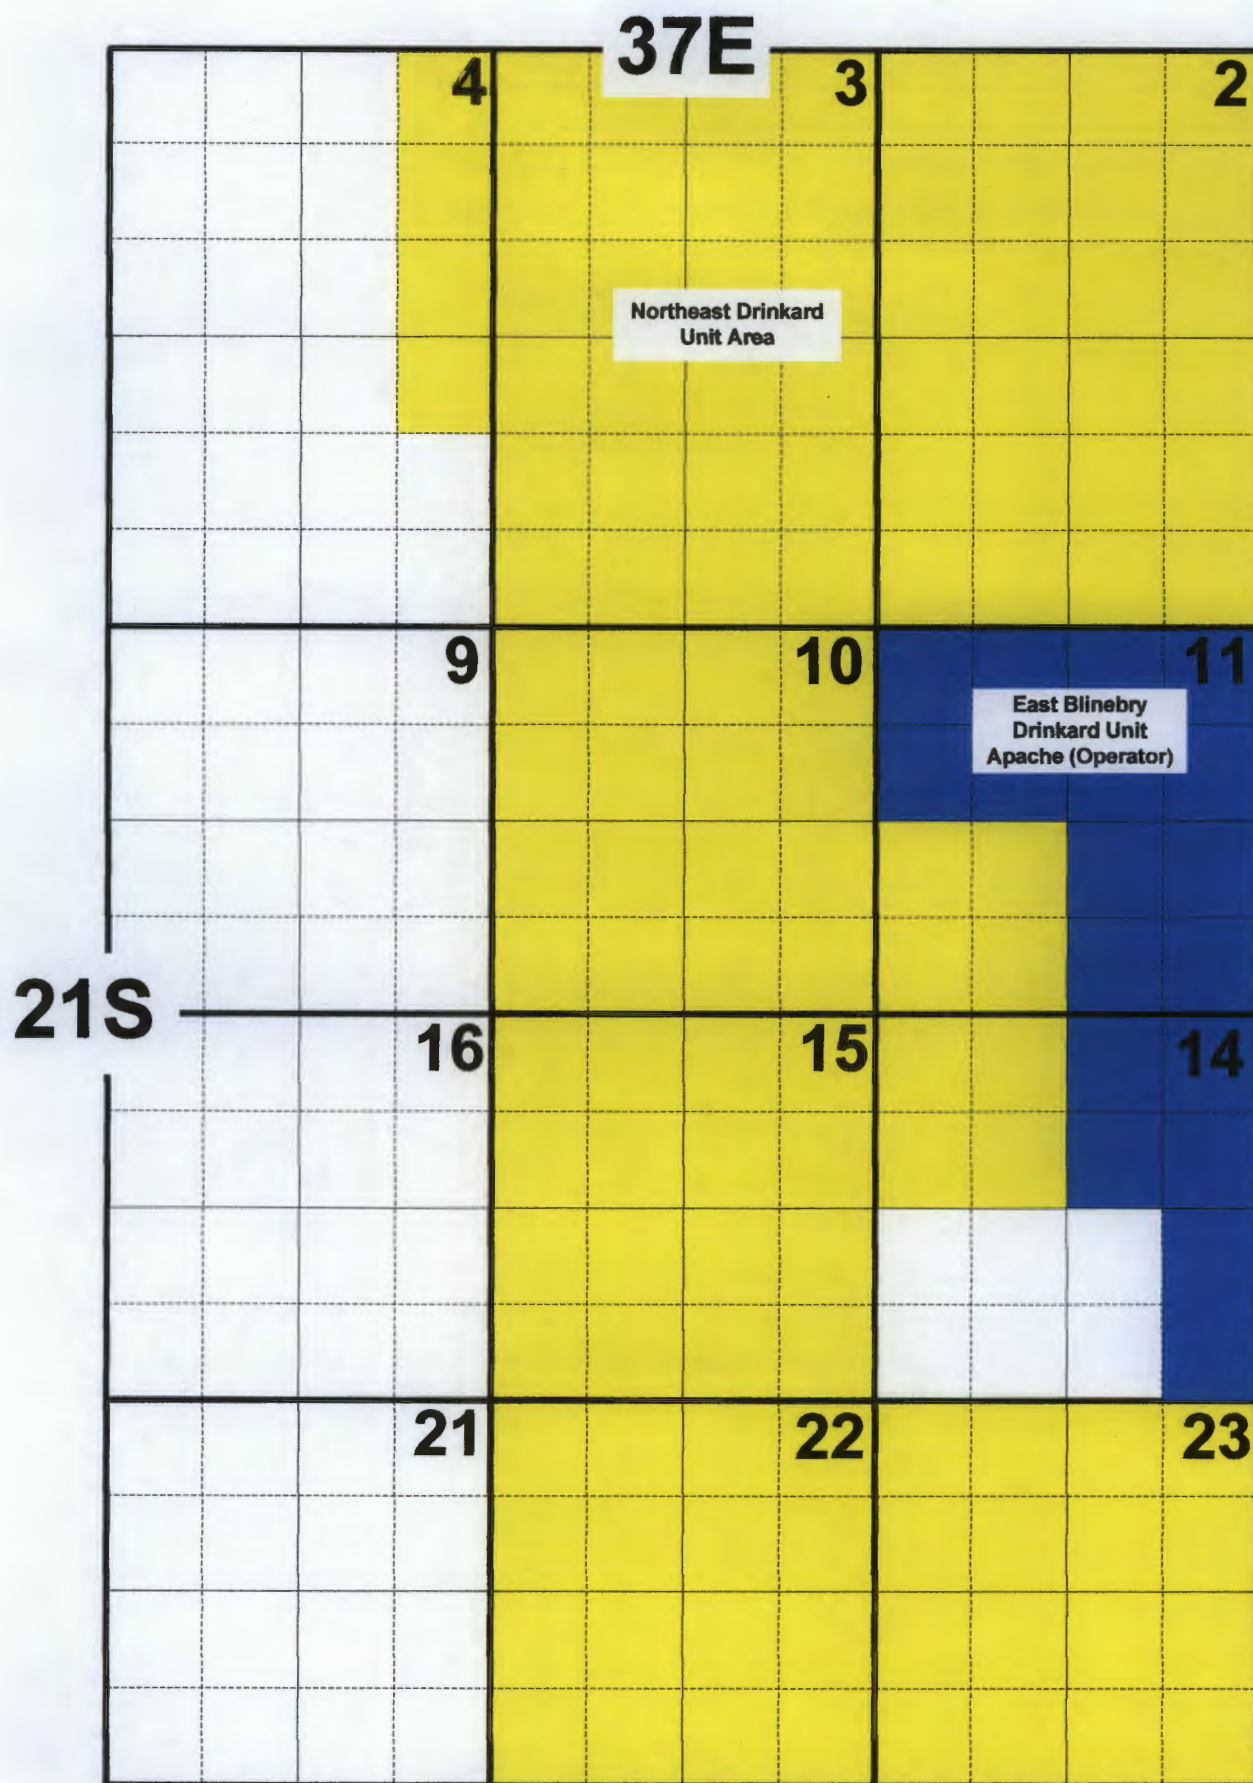 37E
4
3
2
Northeast Drinkard
Unit Area
9
10
11
East Blinebry
Drinkard Unit
Apache (Operator)
21S
16
15
14
21
22
23